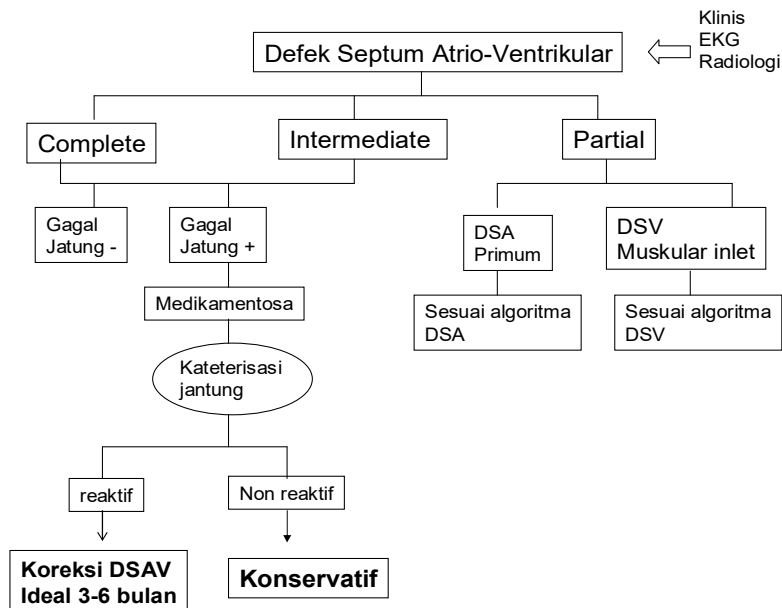 Defek Septum Atrio-Ventrikular
Klinis
EKG
Radiologi
Complete
Intermediate
Partial
Gagal
Jatung -
Gagal
Jatung +
DSA
Primum
DSV
Muskular inlet
Medikamentosa
Sesuai algoritma
DSA
Sesuai algoritma
DSV
Kateterisasi
jantung
reaktif
Non reaktif
Koreksi DSAV
Ideal 3-6 bulan
Konservatif